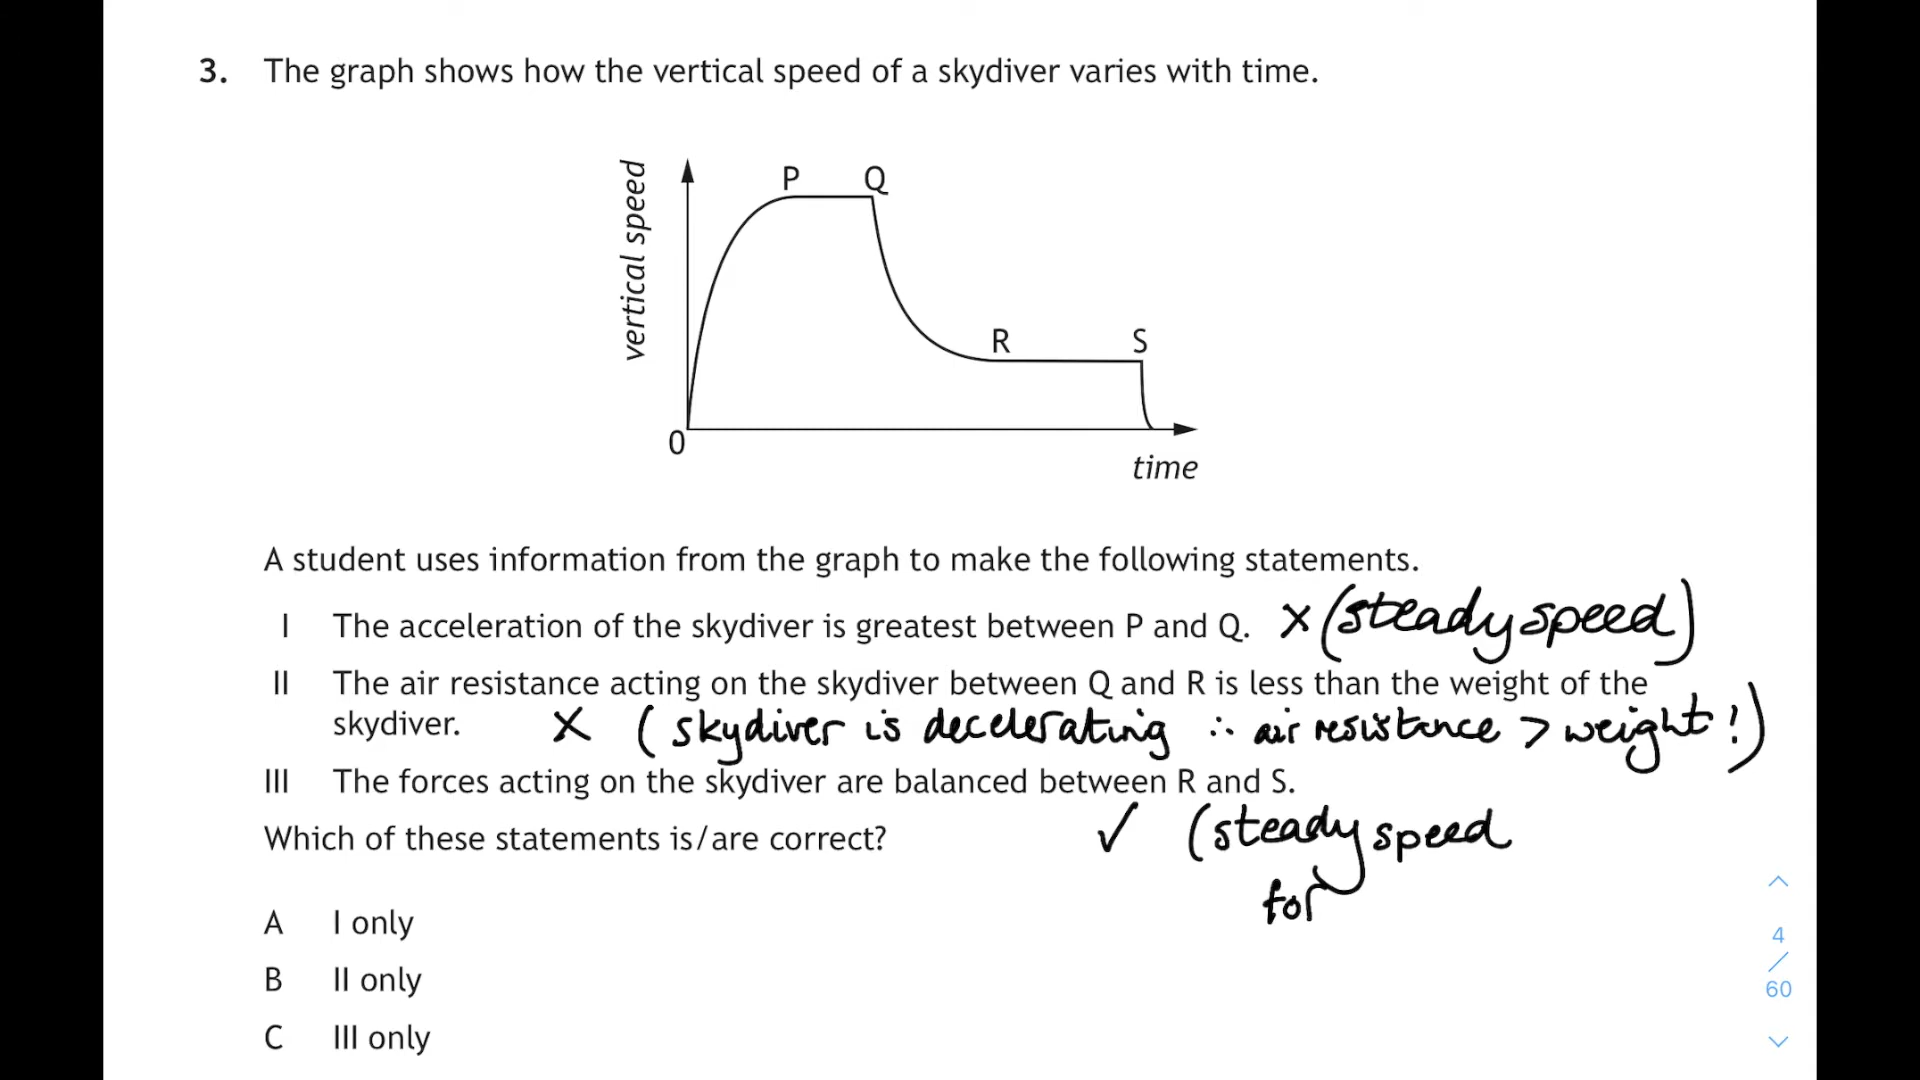 3. The graph shows how the vertical speed of a skydiver varies with time.
vertical speed
P Q
R S
0
time
A student uses information from the graph to make the following statements.
I The acceleration of the skydiver is greatest between P and Q. x (steady speed)
II The air resistance acting on the skydiver between Q and R is less than the weight of the
skydiver. x (skydiver is decelerating ∴ air resistance > weight!)
III The forces acting on the skydiver are balanced between R and S.
Which of these statements is/are correct? ✓ (steady speed
for
A I only
B II only
C III only
4
/
60